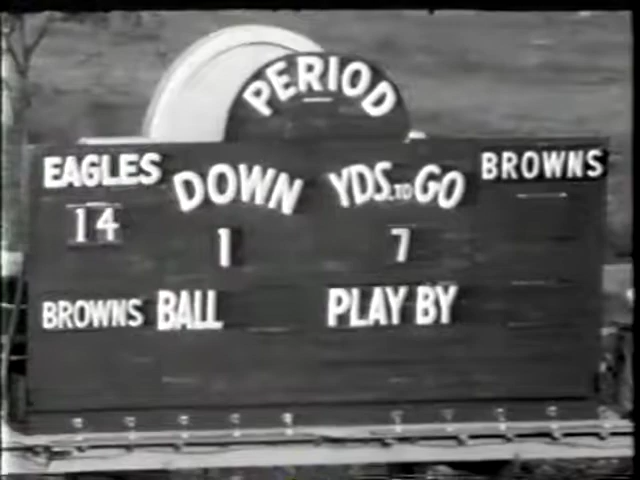 PERIOD
EAGLES DOWN YDS. TO GO BROWNS
14 1 7
BROWNS BALL PLAY BY